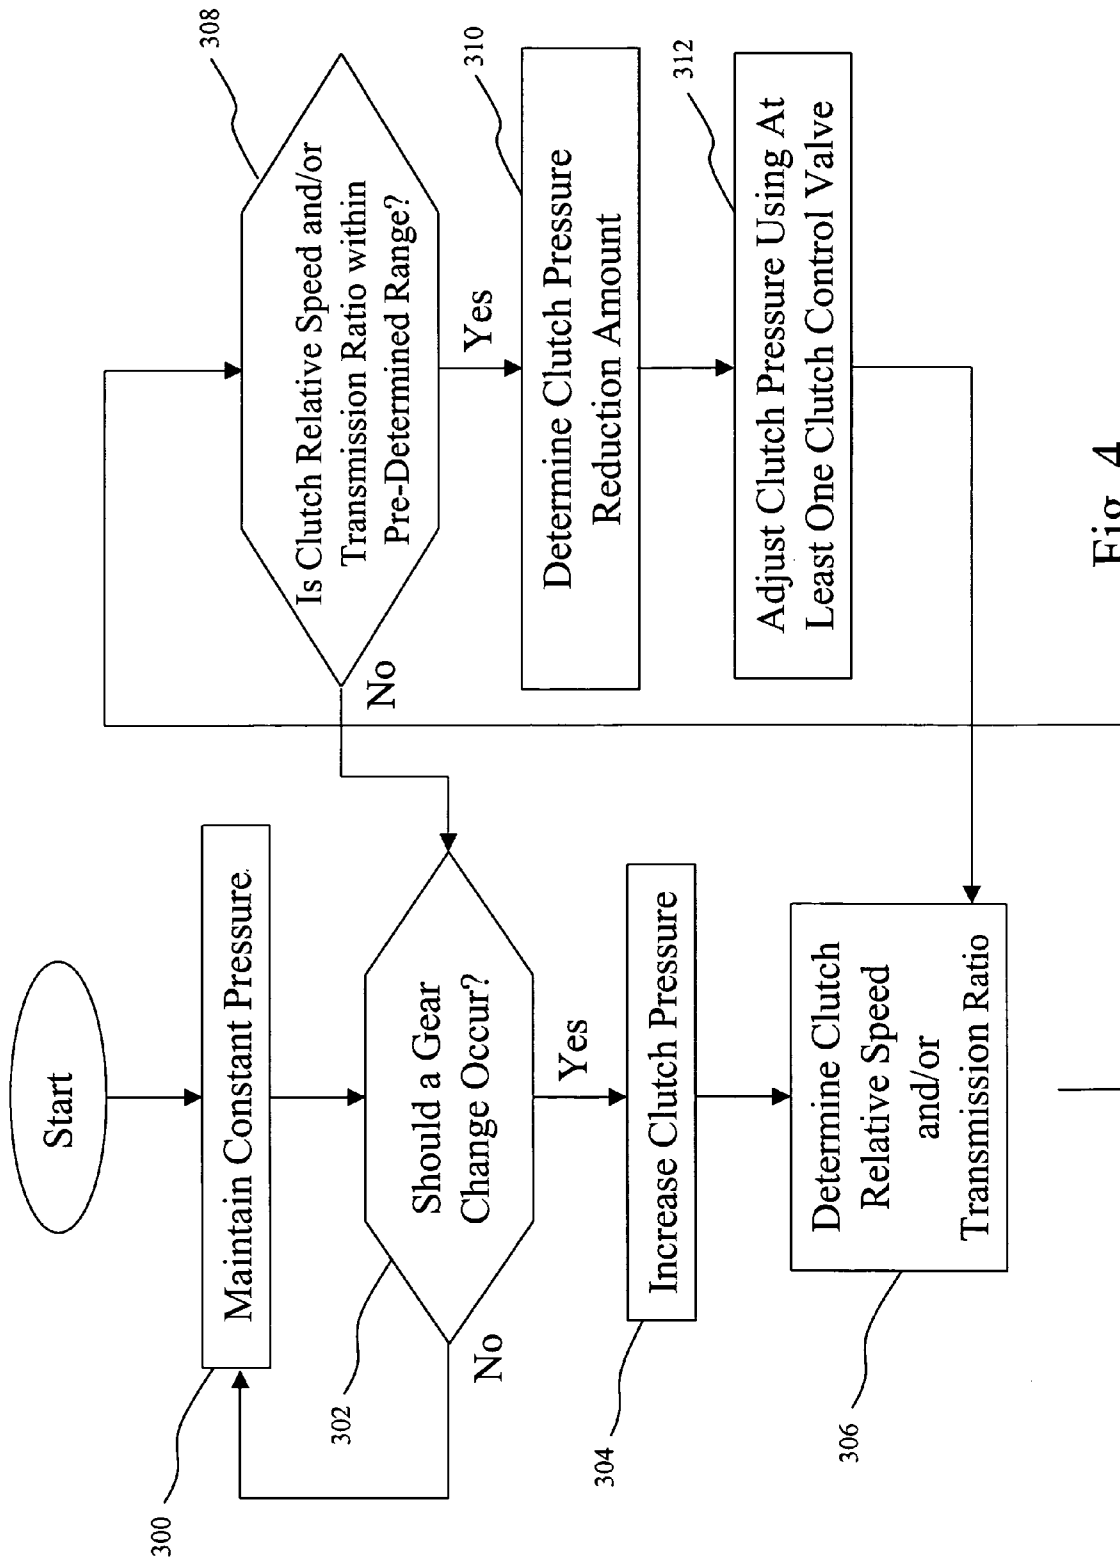 Start
Maintain Constant Pressure
300
Should a Gear
Change Occur?
302
No
Yes
Increase Clutch Pressure
304
Determine Clutch
Relative Speed
and/or
Transmission Ratio
306
Is Clutch Relative Speed and/or
Transmission Ratio within
Pre-Determined Range?
308
No
Yes
Determine Clutch Pressure
Reduction Amount
310
Adjust Clutch Pressure Using At
Least One Clutch Control Valve
312
Fig. 4